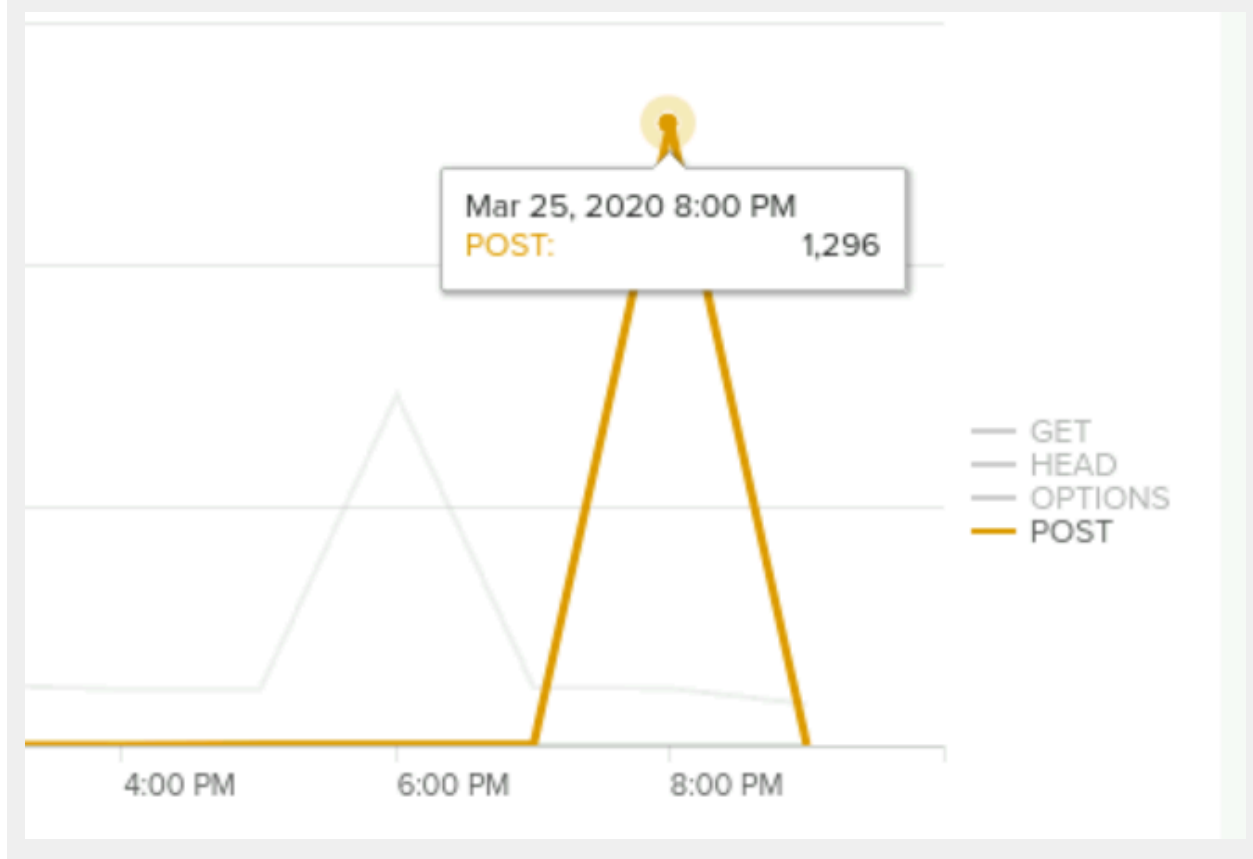 Mar 25, 2020 8:00 PM
POST: 1,296
GET
HEAD
OPTIONS
POST
4:00 PM 6:00 PM 8:00 PM